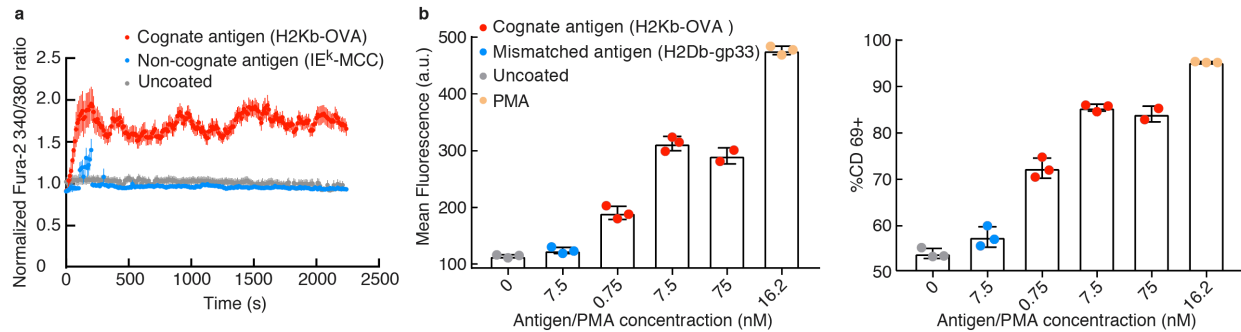 a
Cognate antigen (H2Kb-OVA)
Non-cognate antigen (IEᵏ-MCC)
Uncoated
Normalized Fura-2 340/380 ratio
2.5
2.0
1.5
1.0
0.5
0
0 500 1000 1500 2000 2500
Time (s)
b
Cognate antigen (H2Kb-OVA )
Mismatched antigen (H2Db-gp33)
Uncoated
PMA
Mean Fluorescence (a.u.)
500
400
300
200
100
0 7.5 0.75 7.5 75 16.2
Antigen/PMA concentraction (nM)
%CD 69+
100
90
80
70
60
50
0 7.5 0.75 7.5 75 16.2
Antigen/PMA concentraction (nM)